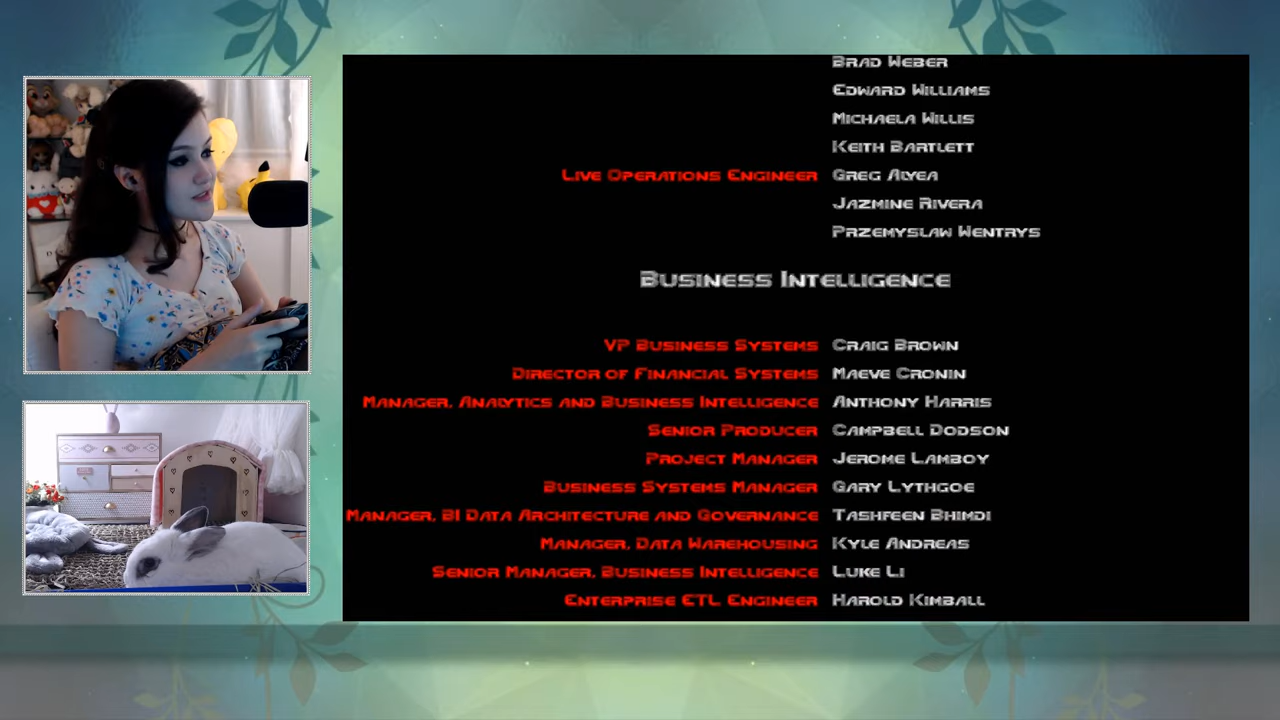 Brad Weber
Edward Williams
Michaela Willis
Keith Bartlett
Live Operations Engineer Greg Alyea
Jazmine Rivera
Przemyslaw Wentrys
Business Intelligence
VP Business Systems Craig Brown
Director of Financial Systems Maeve Cronin
Manager, Analytics and Business Intelligence Anthony Harris
Senior Producer Campbell Dodson
Project Manager Jerome Lamboy
Business Systems Manager Gary Lythgoe
Manager, BI Data Architecture and Governance Tashfeen Bhimdi
Manager, Data Warehousing Kyle Andreas
Senior Manager, Business Intelligence Luke Li
Enterprise ETL Engineer Harold Kimball